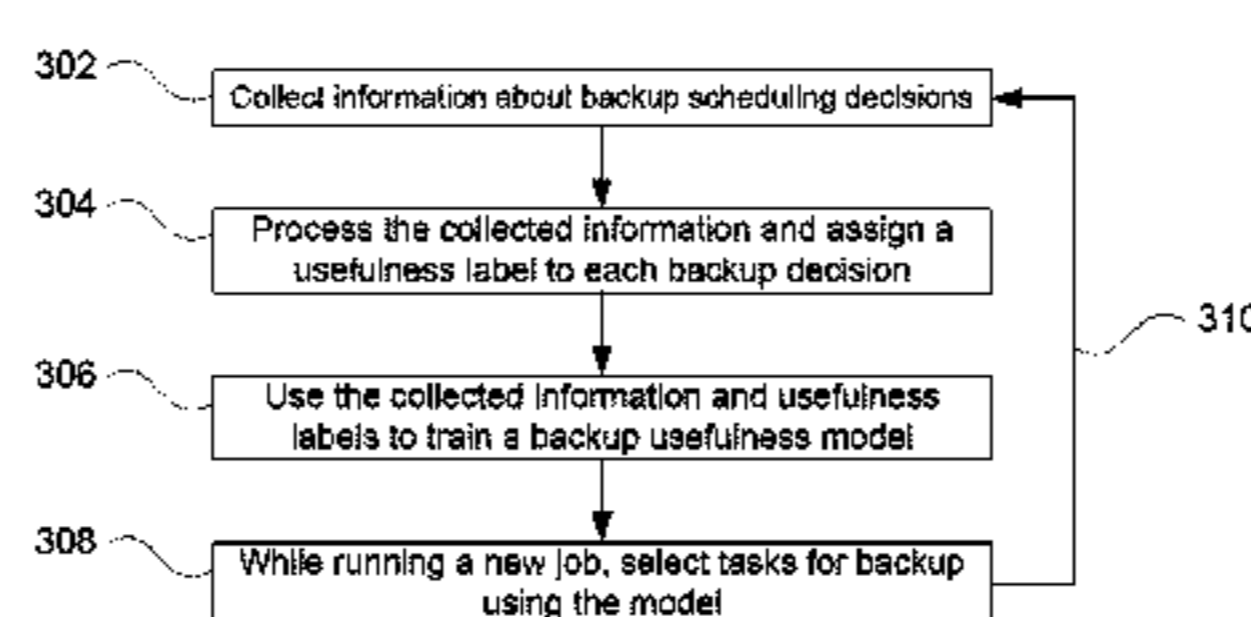 302
Collect information about backup scheduling decisions
304
Process the collected information and assign a
usefulness label to each backup decision
310
306
Use the collected information and usefulness
labels to train a backup usefulness model
308
While running a new job, select tasks for backup
using the model